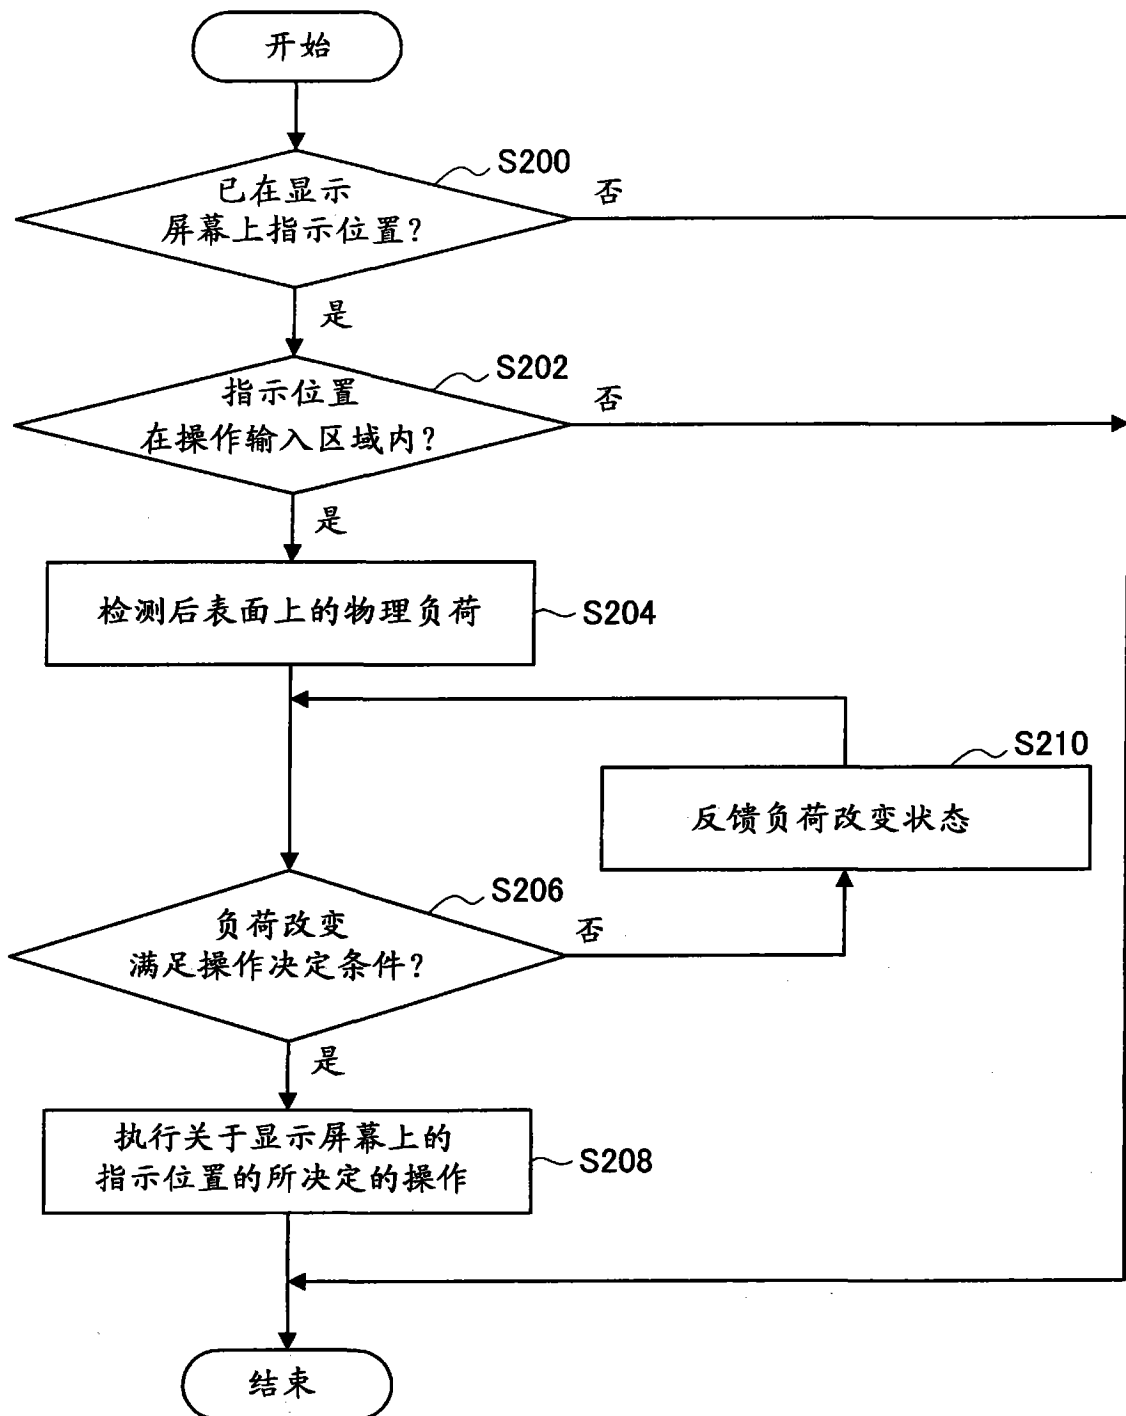 开始
S200
已在显示
屏幕上指示位置?
否
是
S202
指示位置
在操作输入区域内?
否
是
检测后表面上的物理负荷
S204
S210
反馈负荷改变状态
S206
负荷改变
满足操作决定条件?
否
是
执行关于显示屏幕上的
指示位置的所决定的操作
S208
结束